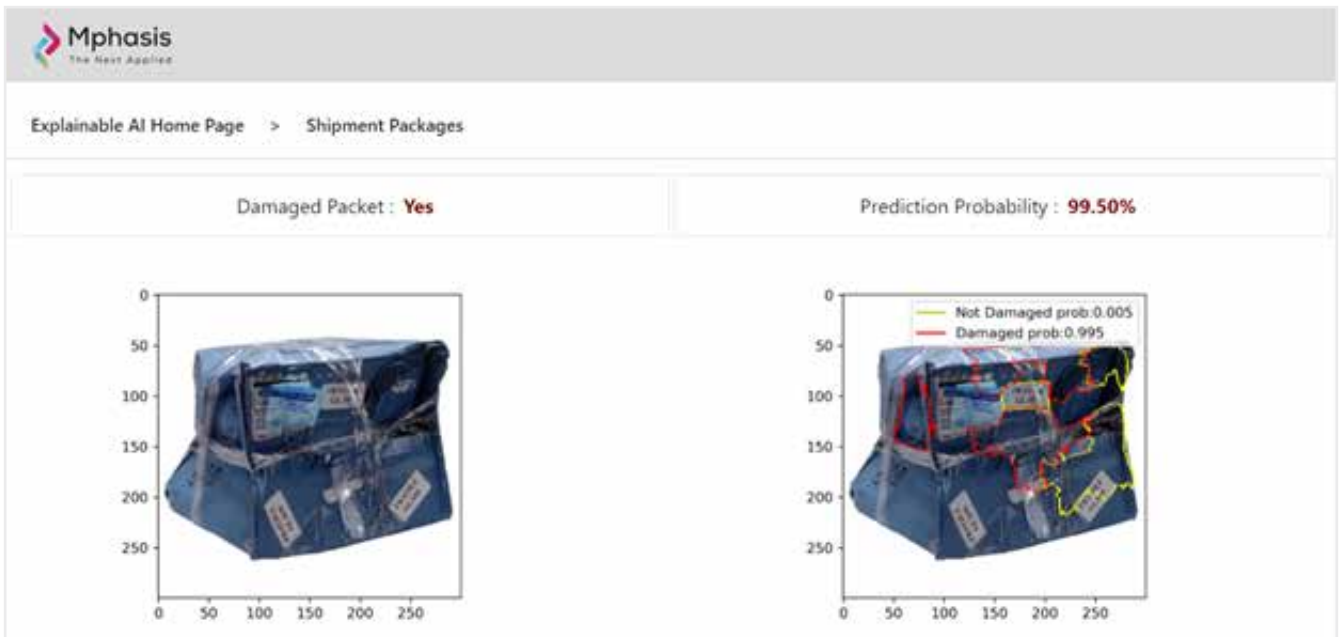 Mphasis
The Next Applied
Explainable AI Home Page > Shipment Packages
Damaged Packet : Yes
Prediction Probability : 99.50%
0
50
100
150
200
250
0 50 100 150 200 250
Not Damaged prob:0.005
Damaged prob:0.995
0
50
100
150
200
250
0 50 100 150 200 250